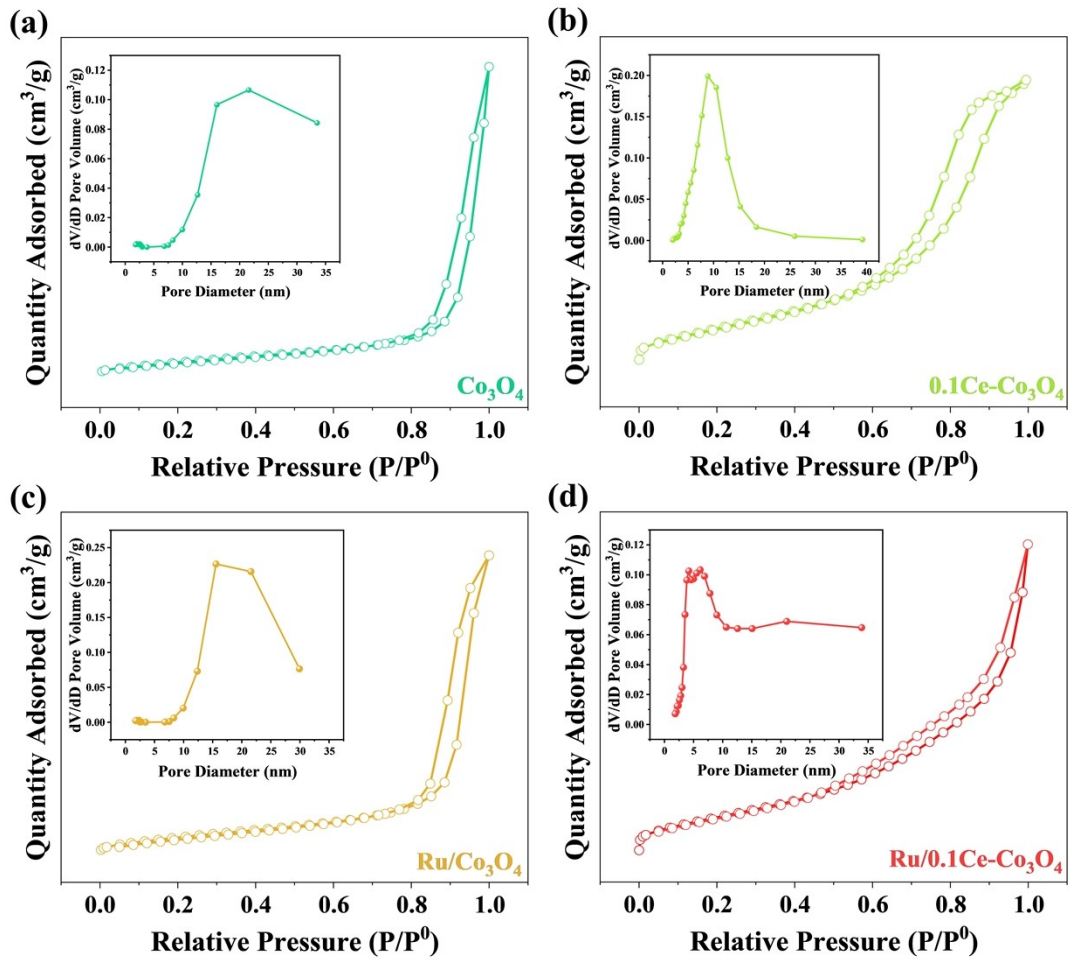 (a)
Quantity Adsorbed (cm³/g)
dV/dD Pore Volume (cm³/g)
0.12
0.10
0.08
0.06
0.04
0.02
0.00
0 5 10 15 20 25 30 35
Pore Diameter (nm)
Co₃O₄
0.0 0.2 0.4 0.6 0.8 1.0
Relative Pressure (P/P⁰)
(b)
Quantity Adsorbed (cm³/g)
dV/dD Pore Volume (cm³/g)
0.20
0.15
0.10
0.05
0.00
0 5 10 15 20 25 30 35 40
Pore Diameter (nm)
0.1Ce-Co₃O₄
0.0 0.2 0.4 0.6 0.8 1.0
Relative Pressure (P/P⁰)
(c)
Quantity Adsorbed (cm³/g)
dV/dD Pore Volume (cm³/g)
0.25
0.20
0.15
0.10
0.05
0.00
0 5 10 15 20 25 30 35
Pore Diameter (nm)
Ru/Co₃O₄
0.0 0.2 0.4 0.6 0.8 1.0
Relative Pressure (P/P⁰)
(d)
Quantity Adsorbed (cm³/g)
dV/dD Pore Volume (cm³/g)
0.12
0.10
0.08
0.06
0.04
0.02
0.00
0 5 10 15 20 25 30 35
Pore Diameter (nm)
Ru/0.1Ce-Co₃O₄
0.0 0.2 0.4 0.6 0.8 1.0
Relative Pressure (P/P⁰)